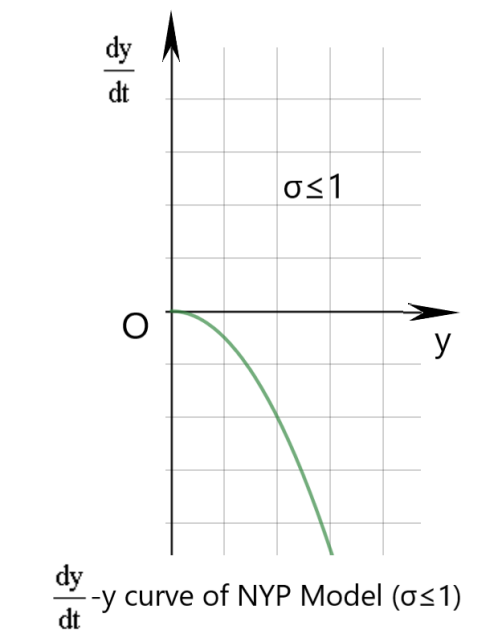 dy
dt
σ≤1
O
y
dy
dt
-y curve of NYP Model (σ≤1)